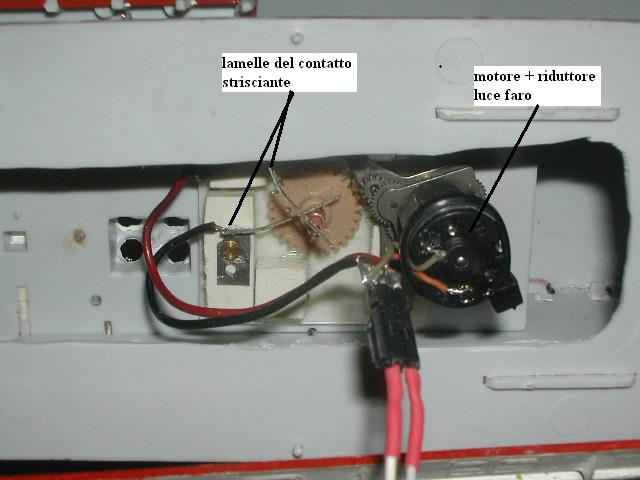 lamelle del contatto
strisciante
motore + riduttore
luce faro